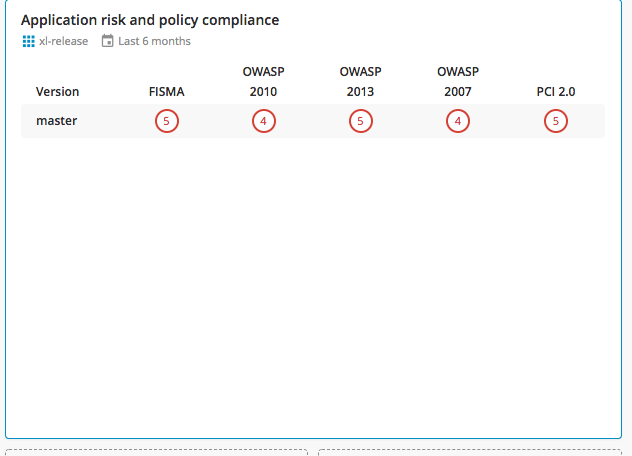 Application risk and policy compliance
xl-release Last 6 months
Version FISMA OWASP 2010 OWASP 2013 OWASP 2007 PCI 2.0
master 5 4 5 4 5